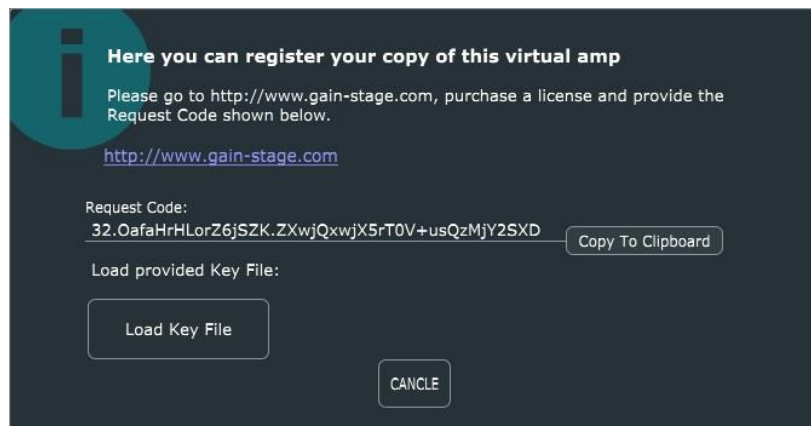 Here you can register your copy of this virtual amp
Please go to http://www.gain-stage.com, purchase a license and provide the
Request Code shown below.
http://www.gain-stage.com
Request Code:
32.OafaHrHLorZ6jSZK.ZXwjQxwjX5rT0V+usQzMjY2SXD
Copy To Clipboard
Load provided Key File:
Load Key File
CANCLE